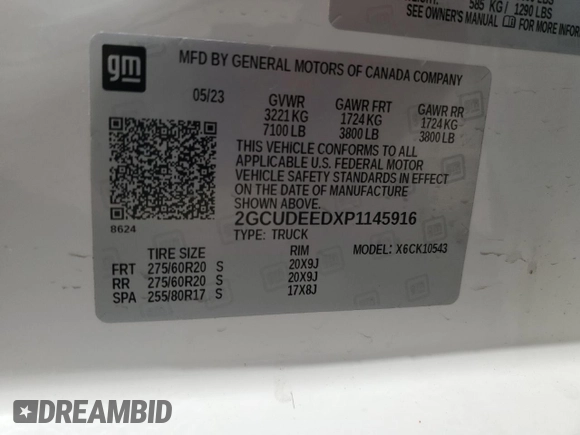 585 KG / 1290 LBS
SEE OWNER'S MANUAL FOR MORE INFOR
gm
MFD BY GENERAL MOTORS OF CANADA COMPANY
05/23 GVWR GAWR FRT GAWR RR
3221 KG 1724 KG 1724 KG
7100 LB 3800 LB 3800 LB
THIS VEHICLE CONFORMS TO ALL
APPLICABLE U.S. FEDERAL MOTOR
VEHICLE SAFETY STANDARDS IN EFFECT
ON THE DATE OF MANUFACTURE
SHOWN ABOVE.
2GCUDEEDXP1145916
8624
TYPE: TRUCK
TIRE SIZE RIM MODEL: X6CK10543
FRT 275/60R20 S 20X9J
RR 275/60R20 S 20X9J
SPA 255/80R17 S 17X8J
DREAMBID